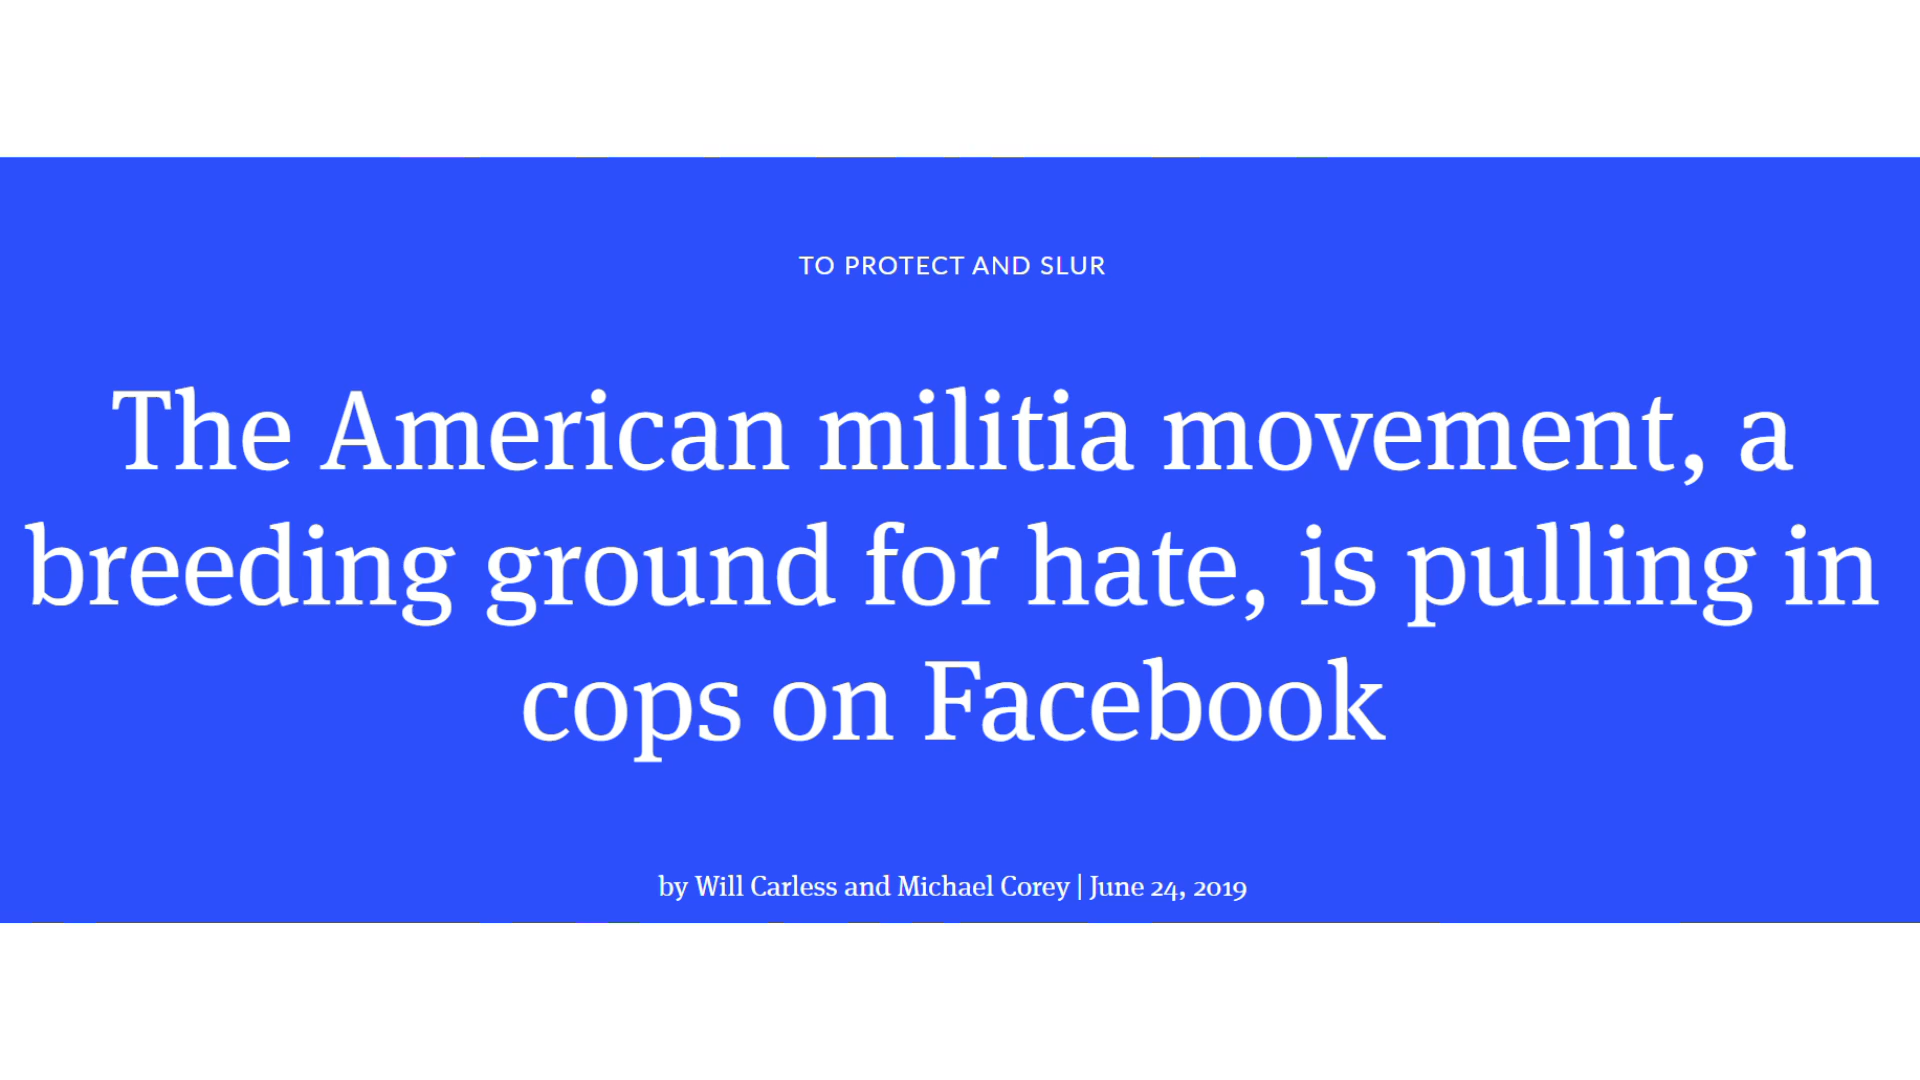 TO PROTECT AND SLUR
The American militia movement, a
breeding ground for hate, is pulling in
cops on Facebook
by Will Carless and Michael Corey | June 24, 2019